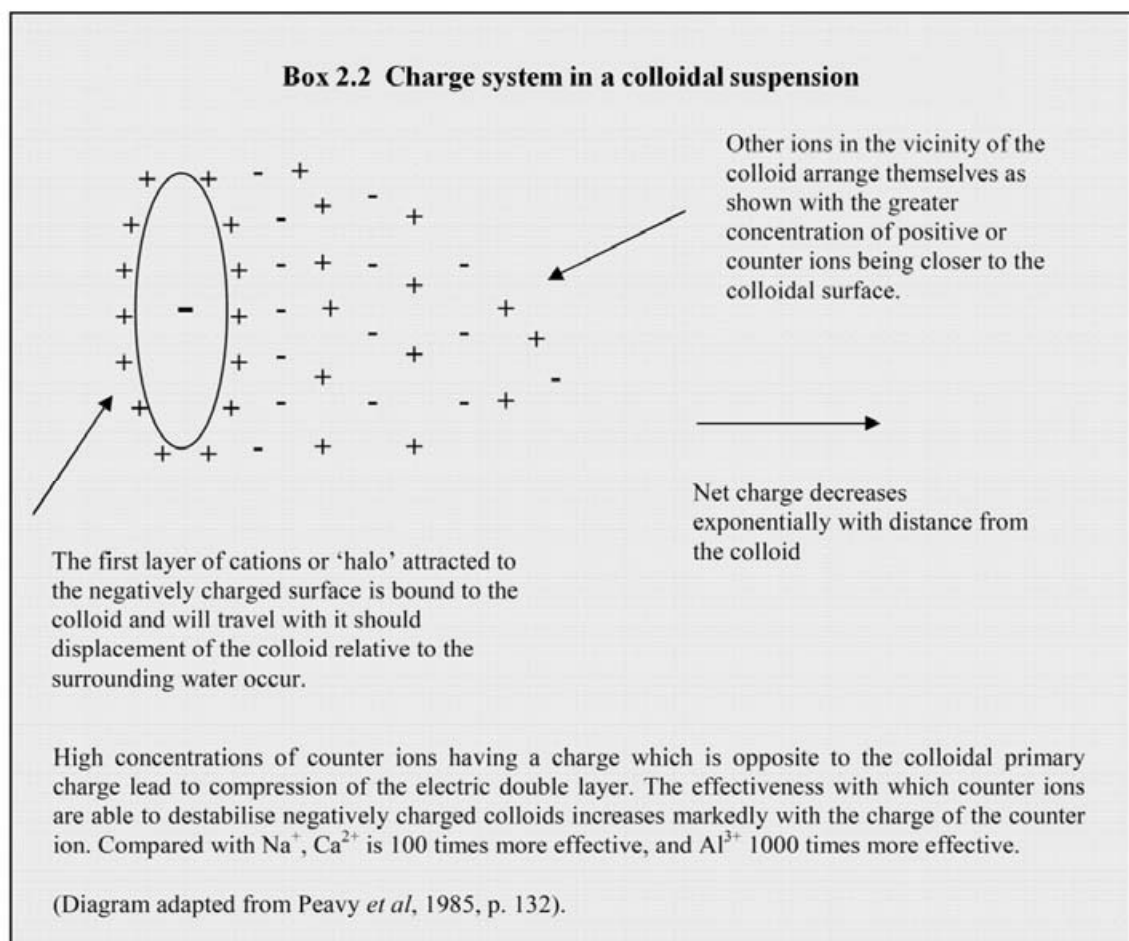 Box 2.2 Charge system in a colloidal suspension
Other ions in the vicinity of the
colloid arrange themselves as
shown with the greater
concentration of positive or
counter ions being closer to the
colloidal surface.
Net charge decreases
exponentially with distance from
the colloid
The first layer of cations or ‘halo’ attracted to
the negatively charged surface is bound to the
colloid and will travel with it should
displacement of the colloid relative to the
surrounding water occur.
High concentrations of counter ions having a charge which is opposite to the colloidal primary
charge lead to compression of the electric double layer. The effectiveness with which counter ions
are able to destabilise negatively charged colloids increases markedly with the charge of the counter
ion. Compared with Na⁺, Ca²⁺ is 100 times more effective, and Al³⁺ 1000 times more effective.
(Diagram adapted from Peavy et al, 1985, p. 132).